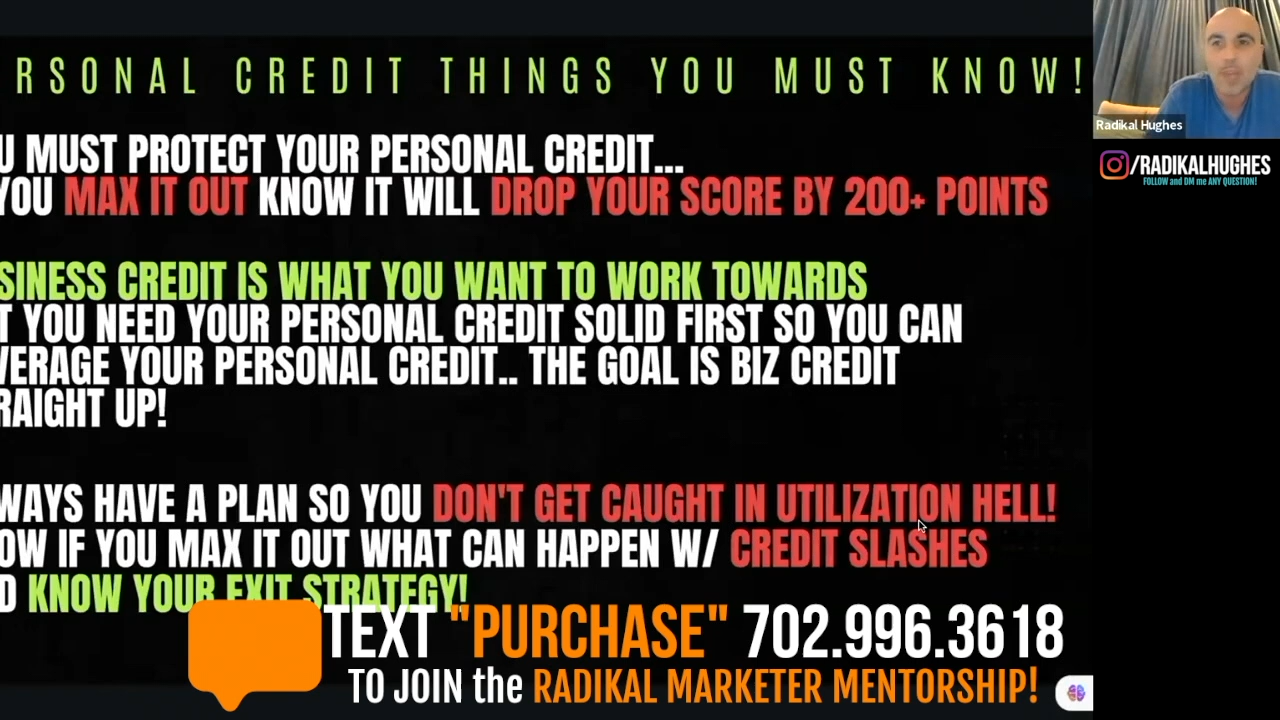 RSONAL CREDIT THINGS YOU MUST KNOW!
U MUST PROTECT YOUR PERSONAL CREDIT...
YOU MAX IT OUT KNOW IT WILL DROP YOUR SCORE BY 200+ POINTS
SINESS CREDIT IS WHAT YOU WANT TO WORK TOWARDS
T YOU NEED YOUR PERSONAL CREDIT SOLID FIRST SO YOU CAN
VERAGE YOUR PERSONAL CREDIT.. THE GOAL IS BIZ CREDIT
RAIGHT UP!
WAYS HAVE A PLAN SO YOU DON'T GET CAUGHT IN UTILIZATION HELL!
OW IF YOU MAX IT OUT WHAT CAN HAPPEN W/ CREDIT SLASHES
D KNOW YOUR EXIT STRATEGY!
TEXT "PURCHASE" 702.996.3618
TO JOIN the RADIKAL MARKETER MENTORSHIP!
Radikal Hughes
/RADIKALHUGHES
FOLLOW and DM me ANY QUESTION!